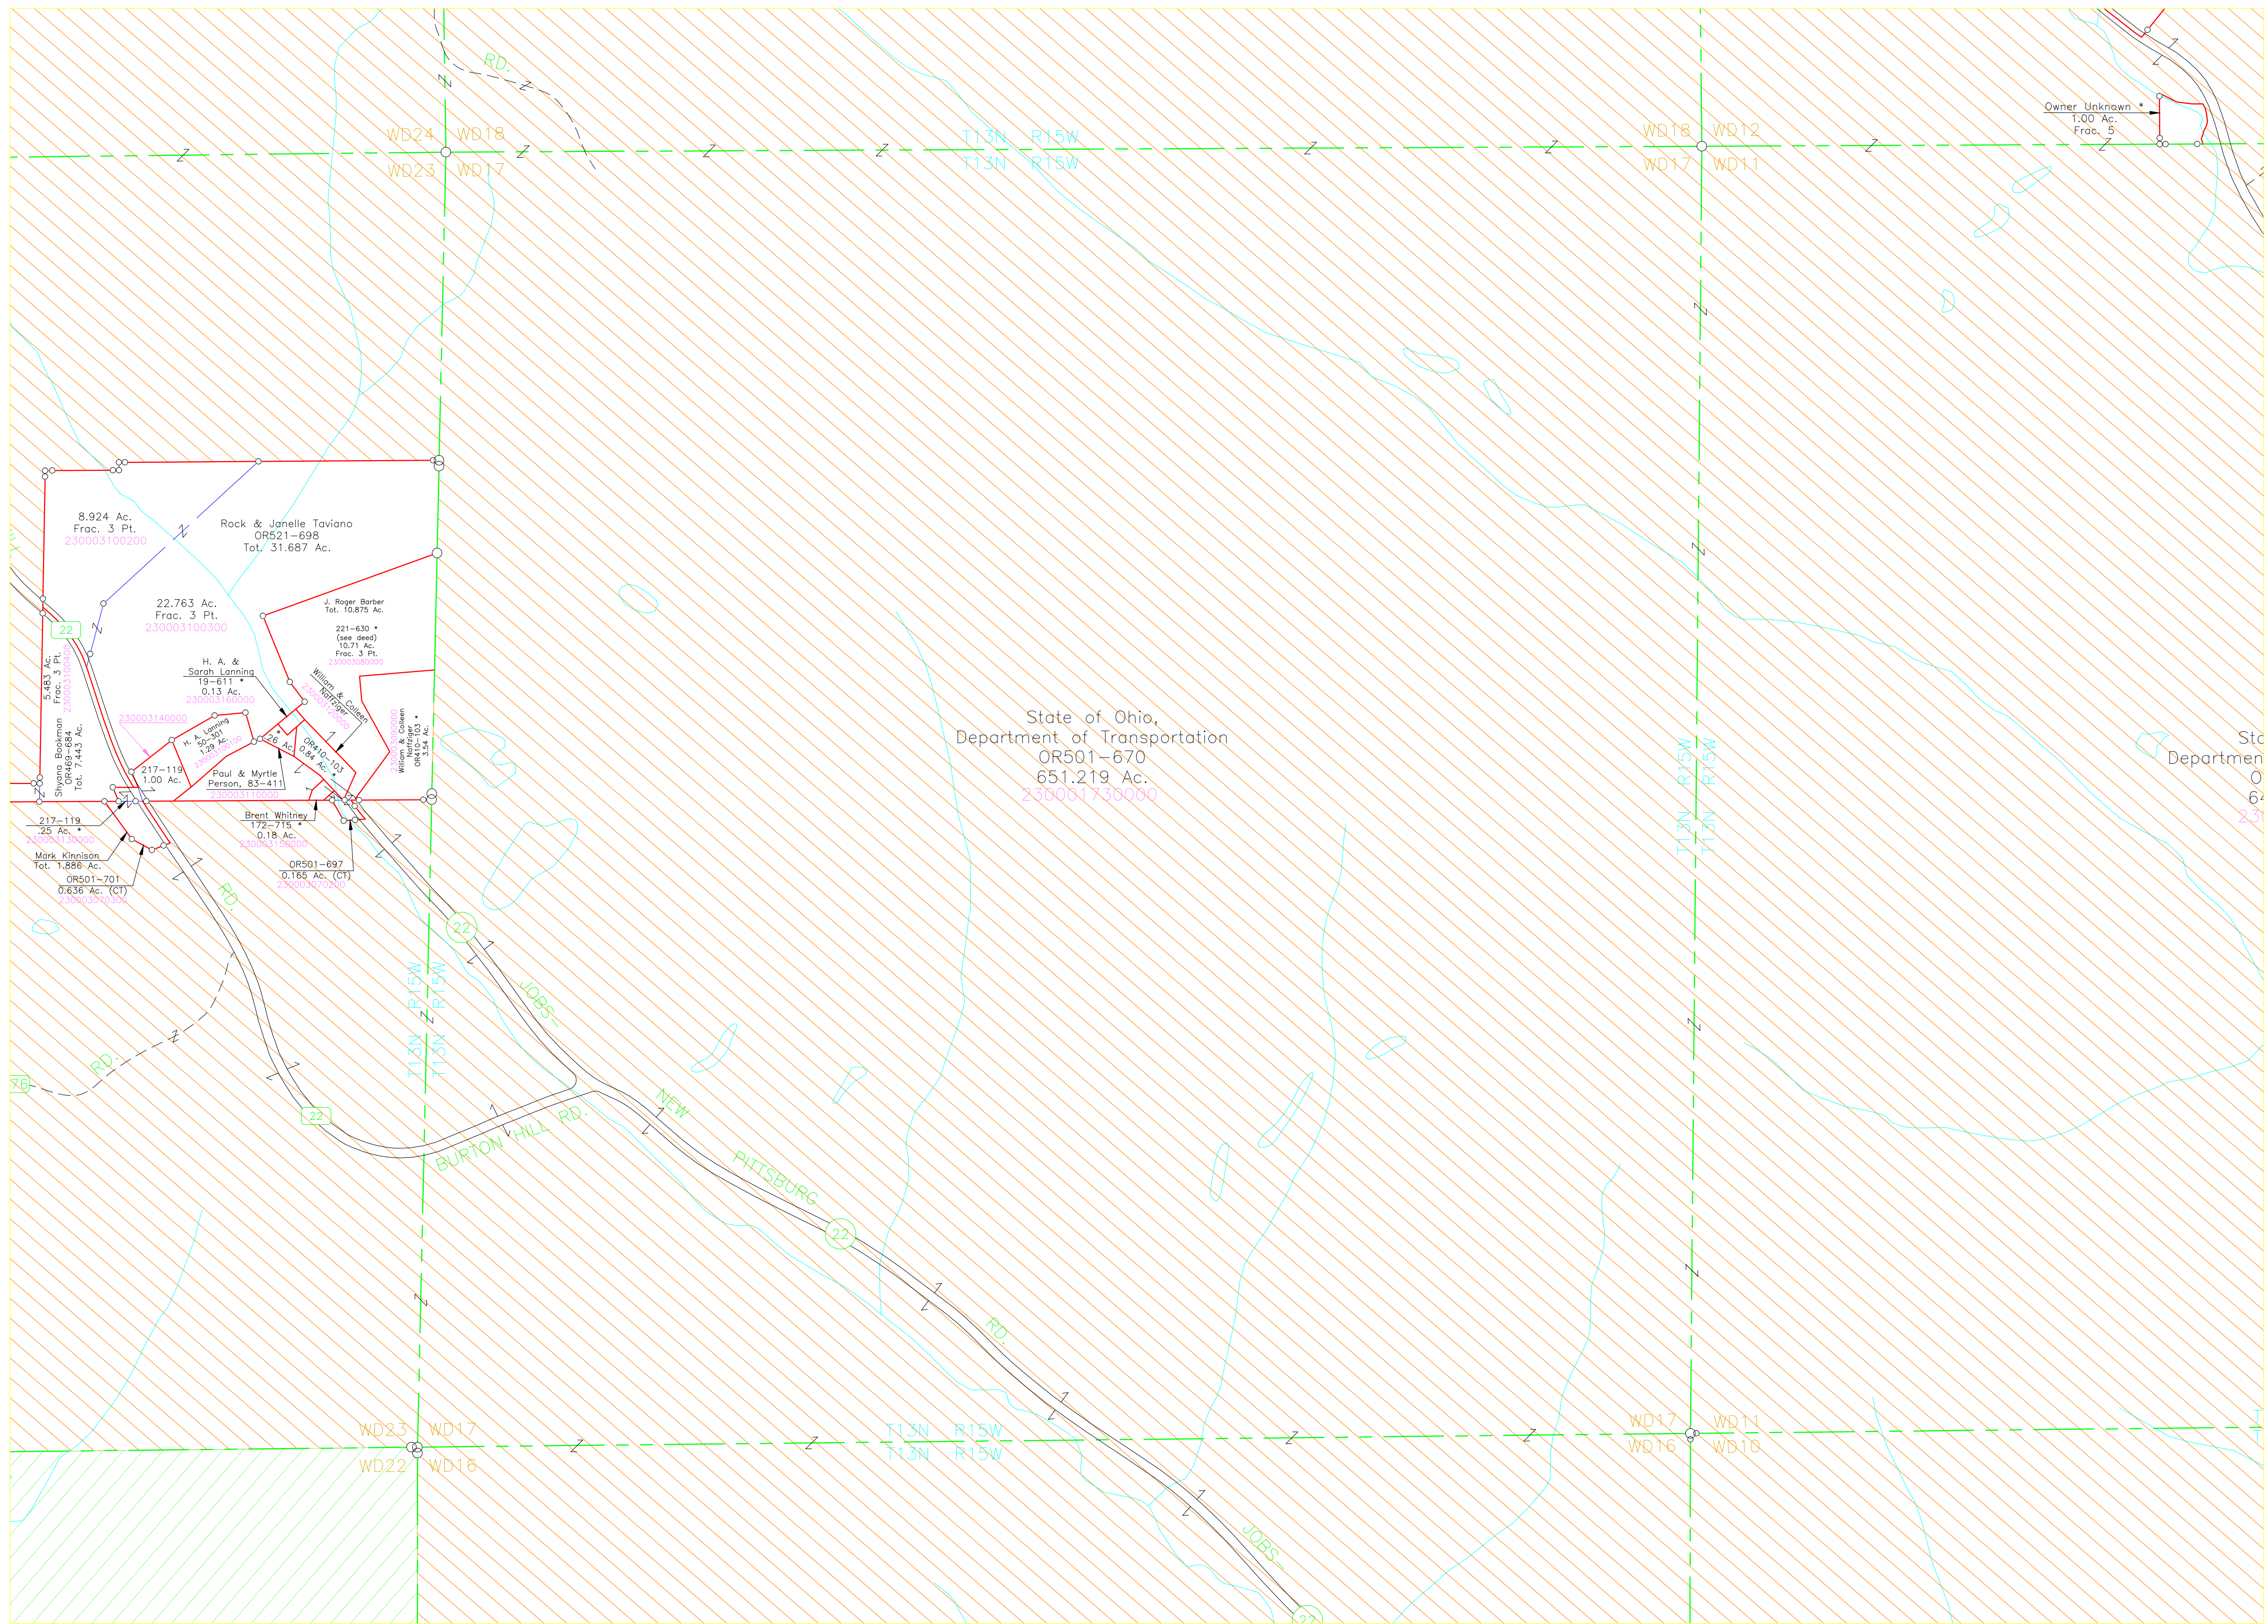 RD.
WD24 WD18
WD23 WD17
T13N R15W
T13N R15W
WD18 WD12
WD17 WD11
Owner Unknown *
1.00 Ac.
Frac. 5
8.924 Ac.
Frac. 3 Pt.
230003100200
Rock & Janelle Taviano
OR521-698
Tot. 31.687 Ac.
22.763 Ac.
Frac. 3 Pt.
230003100300
22
J. Roger Barber
Tot. 10.875 Ac.
221-630 *
(see deed)
10.71 Ac.
Frac. 3 Pt.
230003080000
5.483 Ac.
Frac. 3 Pt.
230003100400
Shyana Bookman
OR469-684
Tot. 7.443 Ac.
H. A. &
Sarah Lanning
19-611 *
0.13 Ac.
230003160000
William & Colleen
Naffziger
230003120000
OR410-103
0.84 Ac. *
230003090000
William & Colleen
Naffziger
OR410-103 *
3.54 Ac.
230003140000
217-119
1.00 Ac.
H. A. Lanning
50-301
1.29 Ac.
230003100100
*
.26 Ac.
Paul & Myrtle
Person, 83-411
230003110000
217-119
.25 Ac. *
230003130000
Mark Kinnison
Tot. 1.886 Ac.
OR501-701
0.636 Ac. (CT)
230003070300
Brent Whitney
172-715 *
0.18 Ac.
230003150000
OR501-697
0.165 Ac. (CT)
230003070200
State of Ohio,
Department of Transportation
OR501-670
651.219 Ac.
230001730000
T13N R15W
T13N R15W
Departmen
RD.
22
T13N R15W
T13N R15W
JOBS-
RD.
76
22
BURTON HILL RD.
NEW
PITTSBURG
22
RD.
WD23 WD17
WD22 WD16
T13N R15W
T13N R15W
WD17 WD11
WD16 WD10
JOBS-
22